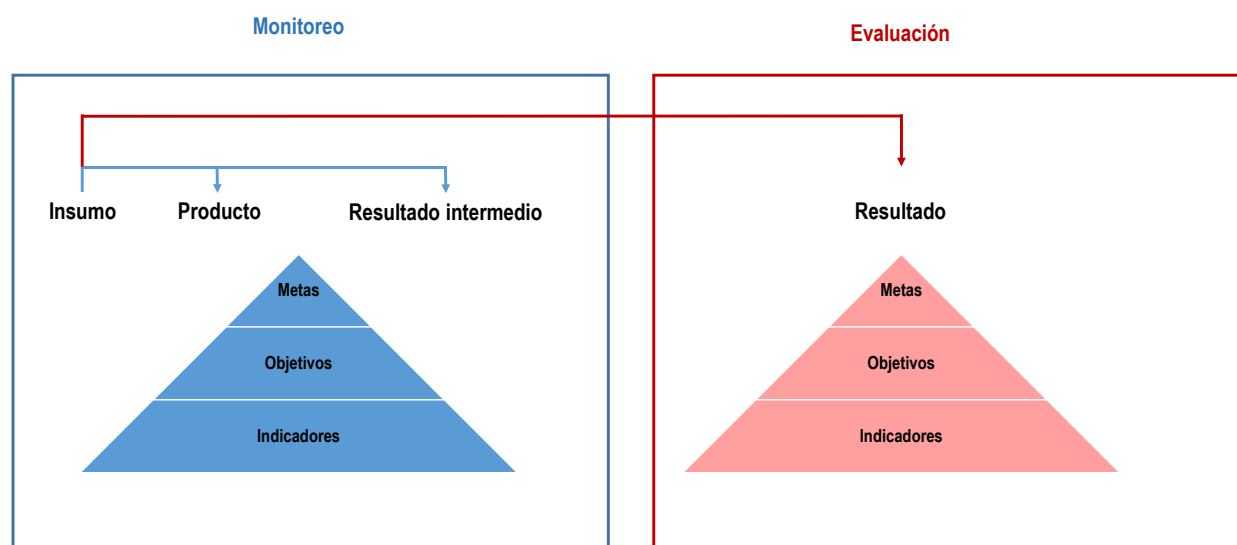 Monitoreo
Evaluación
Insumo
Producto
Resultado intermedio
Resultado
Metas
Objetivos
Indicadores
Metas
Objetivos
Indicadores